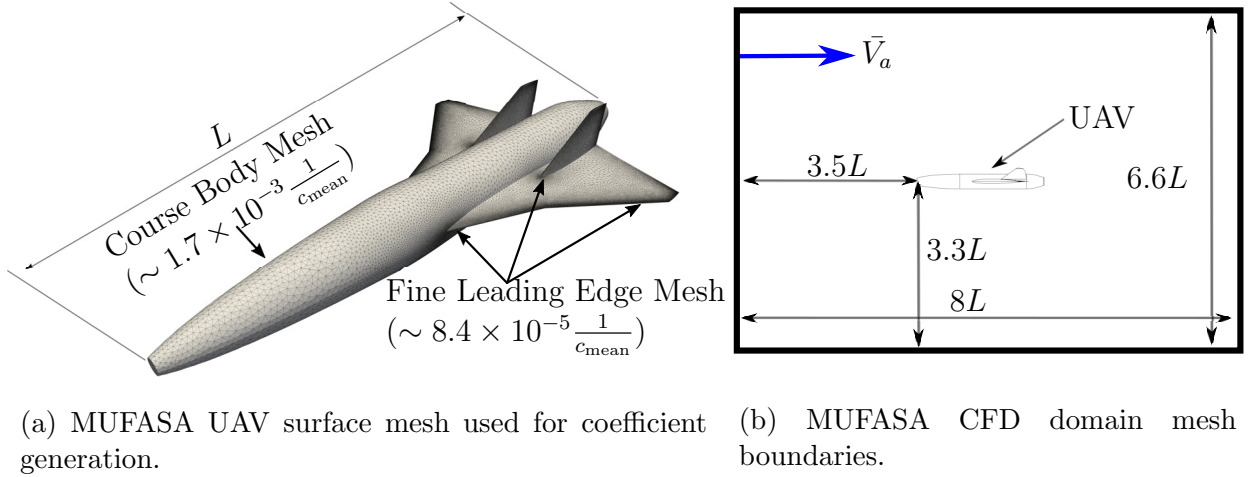 L
Course Body Mesh
(∼ 1.7 × 10⁻³ 1/c_mean)
Fine Leading Edge Mesh
(∼ 8.4 × 10⁻⁵ 1/c_mean)
V̄ₐ
UAV
3.5L
6.6L
3.3L
8L
(a) MUFASA UAV surface mesh used for coefficient
generation.
(b) MUFASA CFD domain mesh
boundaries.